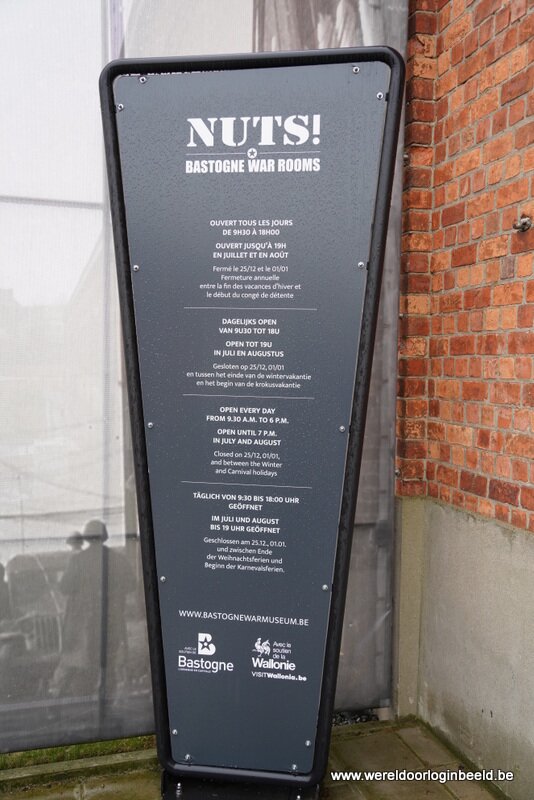 NUTS!
BASTOGNE WAR ROOMS
OUVERT TOUS LES JOURS
DE 9H30 À 18H00
OUVERT JUSQU'À 19H
EN JUILLET ET EN AOÛT
Fermé le 25/12 et le 01/01
Fermeture annuelle
entre la fin des vacances d'hiver et
le début du congé de détente
DAGELIJKS OPEN
VAN 9U30 TOT 18U
OPEN TOT 19U
IN JULI EN AUGUSTUS
Gesloten op 25/12, 01/01
en tussen het einde van de wintervakantie
en het begin van de krokusvakantie
OPEN EVERY DAY
FROM 9.30 A.M. TO 6 P.M.
OPEN UNTIL 7 P.M.
IN JULY AND AUGUST
Closed on 25/12, 01/01,
and between the Winter
and Carnival holidays
TÄGLICH VON 9:30 BIS 18:00 UHR
GEÖFFNET
IM JULI UND AUGUST
BIS 19 UHR GEÖFFNET
Geschlossen am 25.12., 01.01.
und zwischen Ende
der Weihnachtsferien und
Beginn der Karnevalsferien.
WWW.BASTOGNEWARMUSEUM.BE
AVEC LE
SOUTIEN DE
B
Bastogne
Avec le
soutien
de la
Wallonie
VISITWallonia.be
www.wereldoorloginbeeld.be